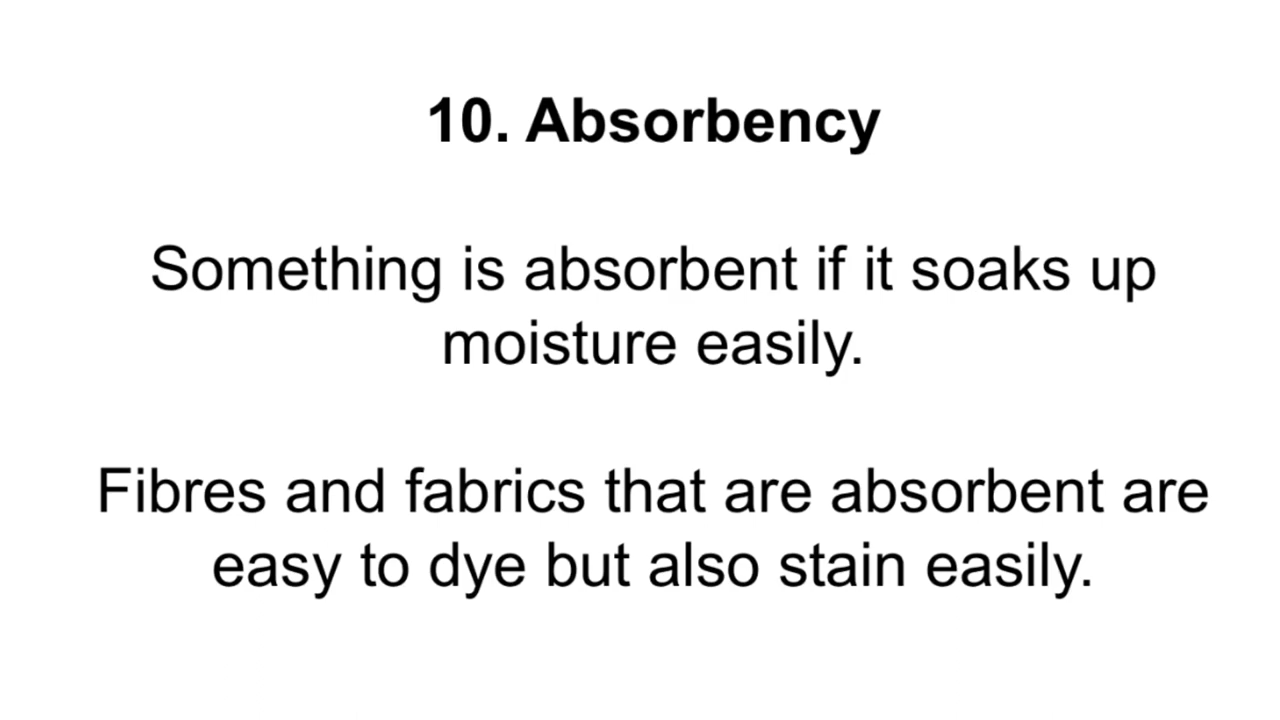 10. Absorbency
Something is absorbent if it soaks up
moisture easily.
Fibres and fabrics that are absorbent are
easy to dye but also stain easily.